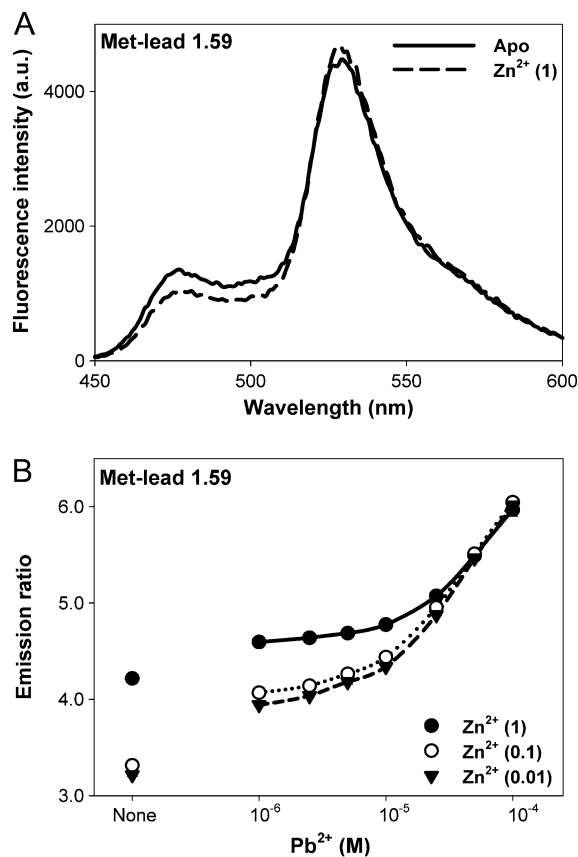 A
Met-lead 1.59
Apo
Zn²⁺ (1)
Fluorescence intensity (a.u.)
4000
2000
0
450 500 550 600
Wavelength (nm)
B
Met-lead 1.59
Emission ratio
6.0
5.0
4.0
3.0
Zn²⁺ (1)
Zn²⁺ (0.1)
Zn²⁺ (0.01)
None 10⁻⁶ 10⁻⁵ 10⁻⁴
Pb²⁺ (M)